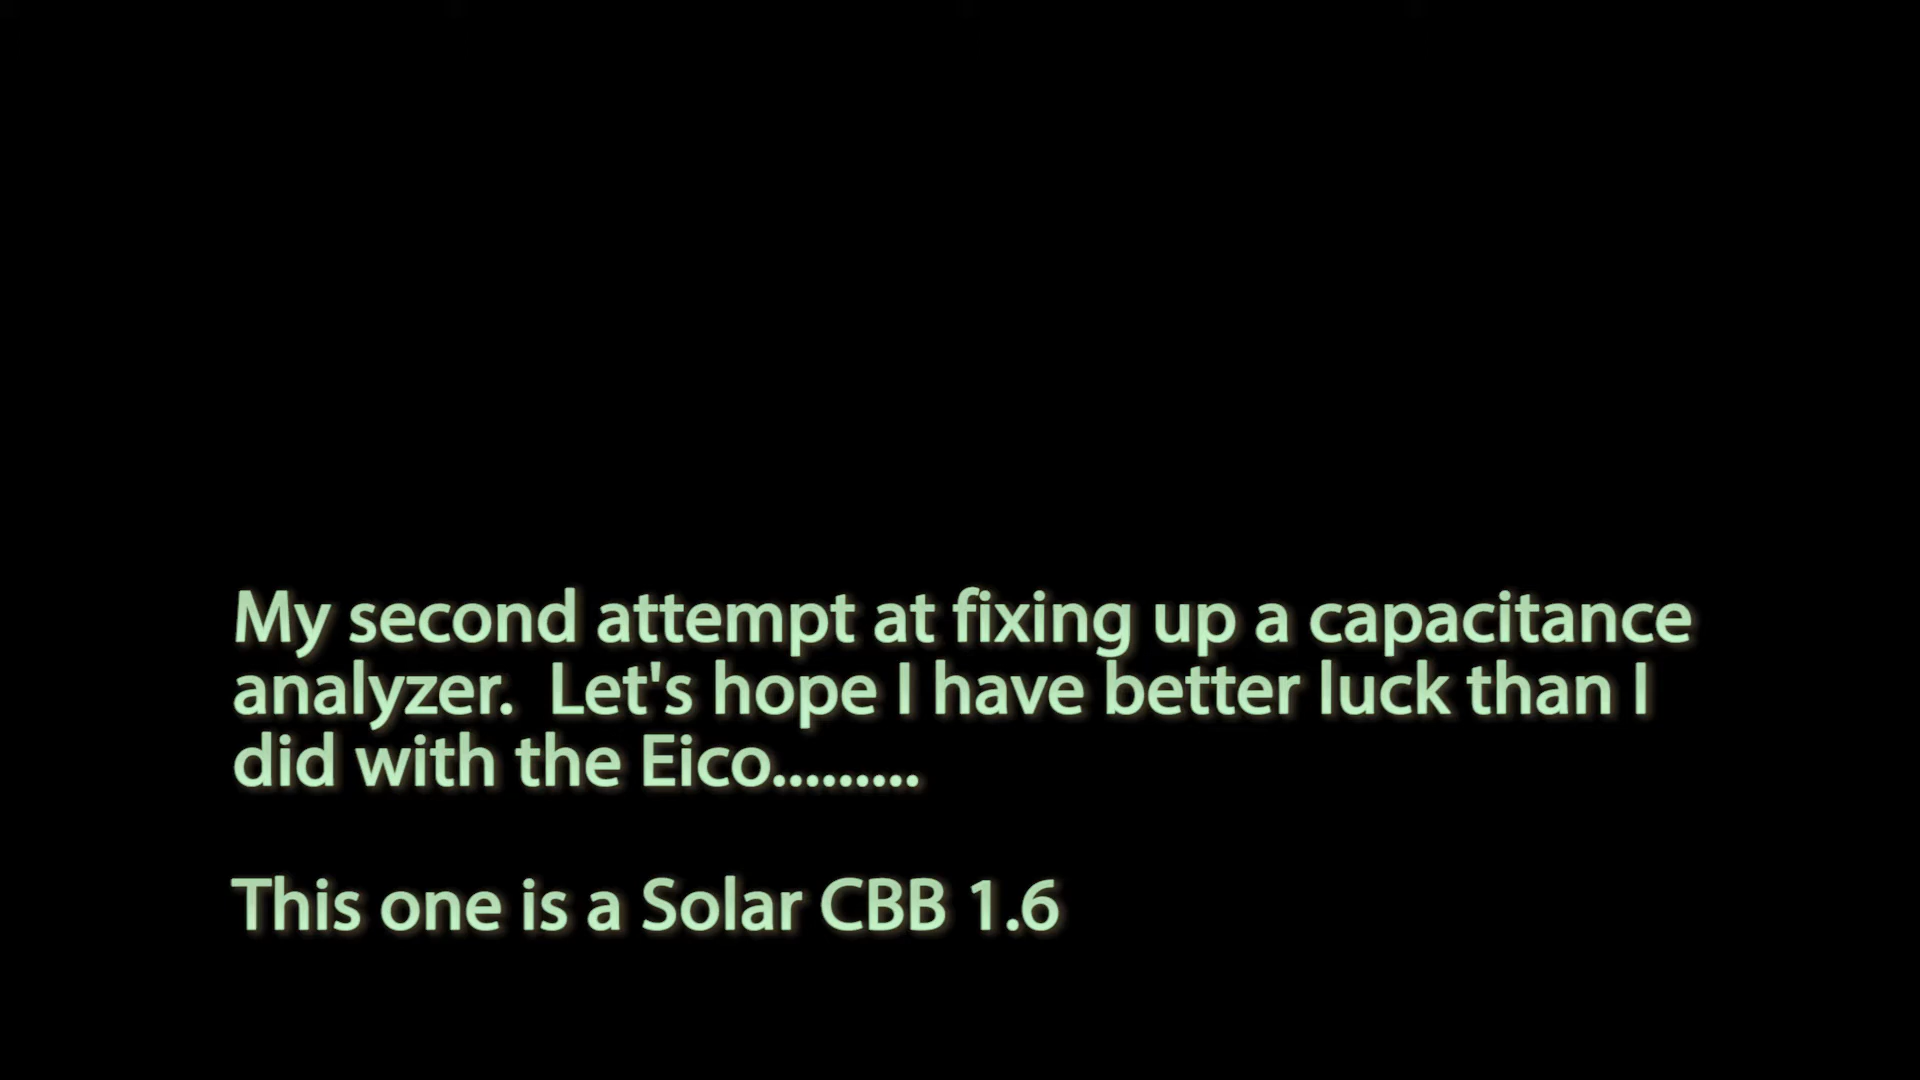 My second attempt at fixing up a capacitance
analyzer.  Let's hope I have better luck than I
did with the Eico.........
This one is a Solar CBB 1.6